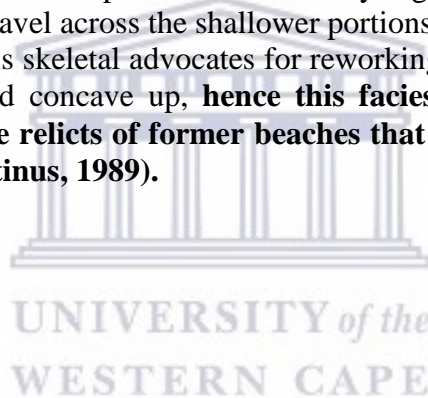 avel across the shallower portions
s skeletal advocates for reworking
d concave up, hence this facies
e relicts of former beaches that
tinus, 1989).
UNIVERSITY of the
WESTERN CAPE